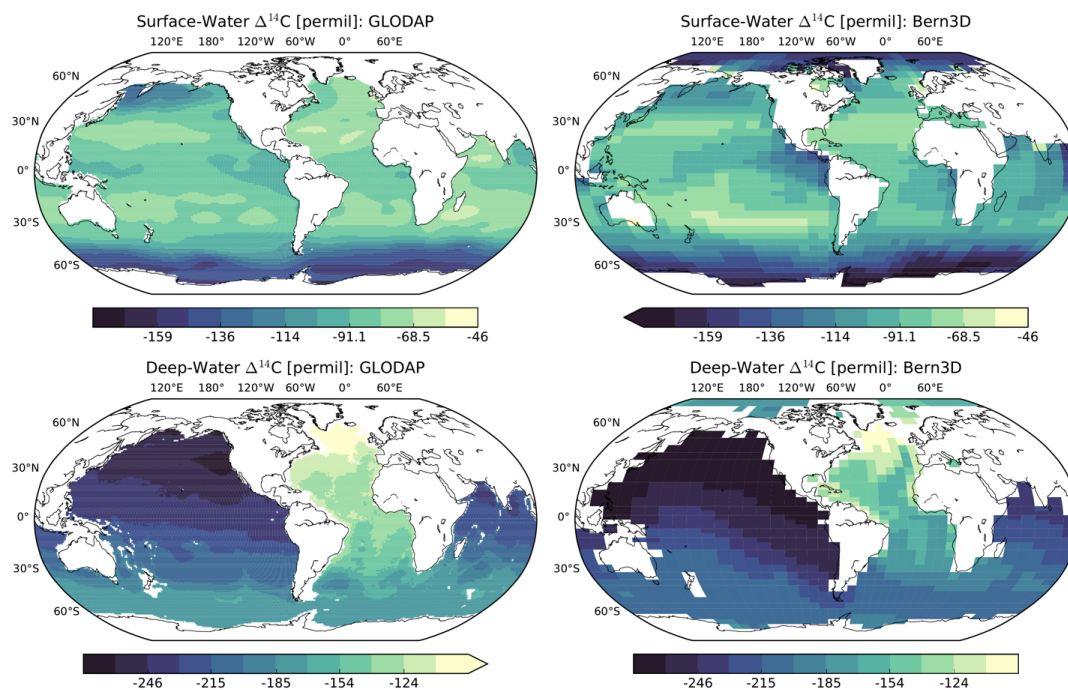 Surface-Water Δ¹⁴C [permil]: GLODAP
120°E 180° 120°W 60°W 0° 60°E
60°N
30°N
0°
30°S
60°S
-159 -136 -114 -91.1 -68.5 -46
Surface-Water Δ¹⁴C [permil]: Bern3D
120°E 180° 120°W 60°W 0° 60°E
60°N
30°N
0°
30°S
60°S
-159 -136 -114 -91.1 -68.5 -46
Deep-Water Δ¹⁴C [permil]: GLODAP
120°E 180° 120°W 60°W 0° 60°E
60°N
30°N
0°
30°S
60°S
-246 -215 -185 -154 -124
Deep-Water Δ¹⁴C [permil]: Bern3D
120°E 180° 120°W 60°W 0° 60°E
60°N
30°N
0°
30°S
60°S
-246 -215 -185 -154 -124